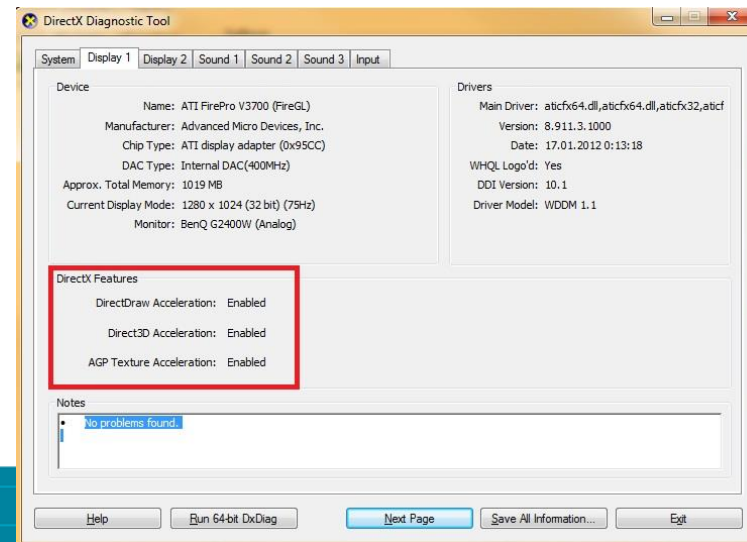 DirectX Diagnostic Tool
System Display 1 Display 2 Sound 1 Sound 2 Sound 3 Input
Device
Name: ATI FirePro V3700 (FireGL)
Manufacturer: Advanced Micro Devices, Inc.
Chip Type: ATI display adapter (0x95CC)
DAC Type: Internal DAC(400MHz)
Approx. Total Memory: 1019 MB
Current Display Mode: 1280 x 1024 (32 bit) (75Hz)
Monitor: BenQ G2400W (Analog)
Drivers
Main Driver: aticfx64.dll,aticfx64.dll,aticfx32,aticf
Version: 8.911.3.1000
Date: 17.01.2012 0:13:18
WHQL Logo'd: Yes
DDI Version: 10.1
Driver Model: WDDM 1.1
DirectX Features
DirectDraw Acceleration: Enabled
Direct3D Acceleration: Enabled
AGP Texture Acceleration: Enabled
Notes
• No problems found.
Help Run 64-bit DxDiag Next Page Save All Information... Exit